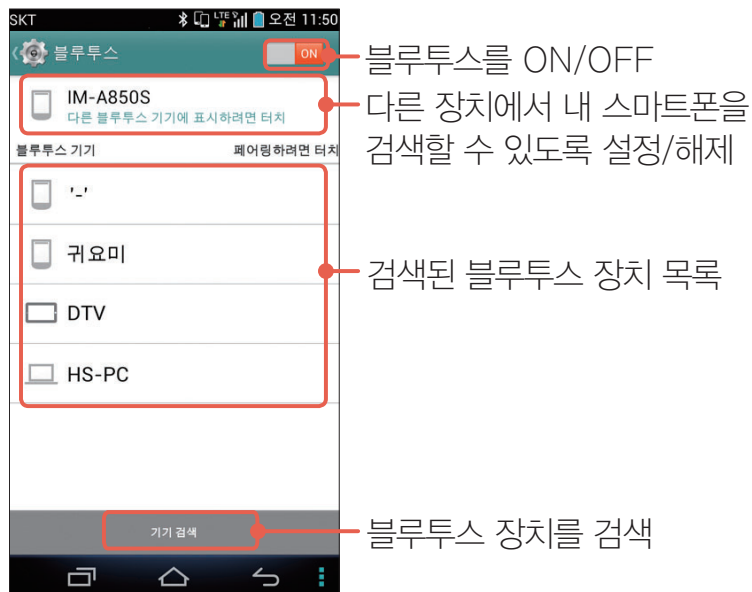 SKT
LTE
오전 11:50
블루투스
ON
블루투스를 ON/OFF
IM-A850S
다른 블루투스 기기에 표시하려면 터치
다른 장치에서 내 스마트폰을
검색할 수 있도록 설정/해제
블루투스 기기
페어링하려면 터치
'-'
귀요미
검색된 블루투스 장치 목록
DTV
HS-PC
기기 검색
블루투스 장치를 검색